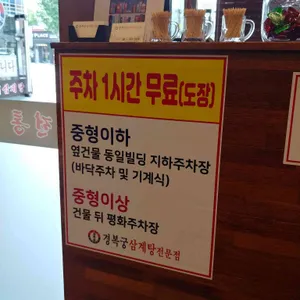 주차 1시간 무료(도장)
중형이하
옆건물 동일빌딩 지하주차장
(바닥주차 및 기계식)
중형이상
건물 뒤 평화주차장
경복궁삼계탕전문점
전통